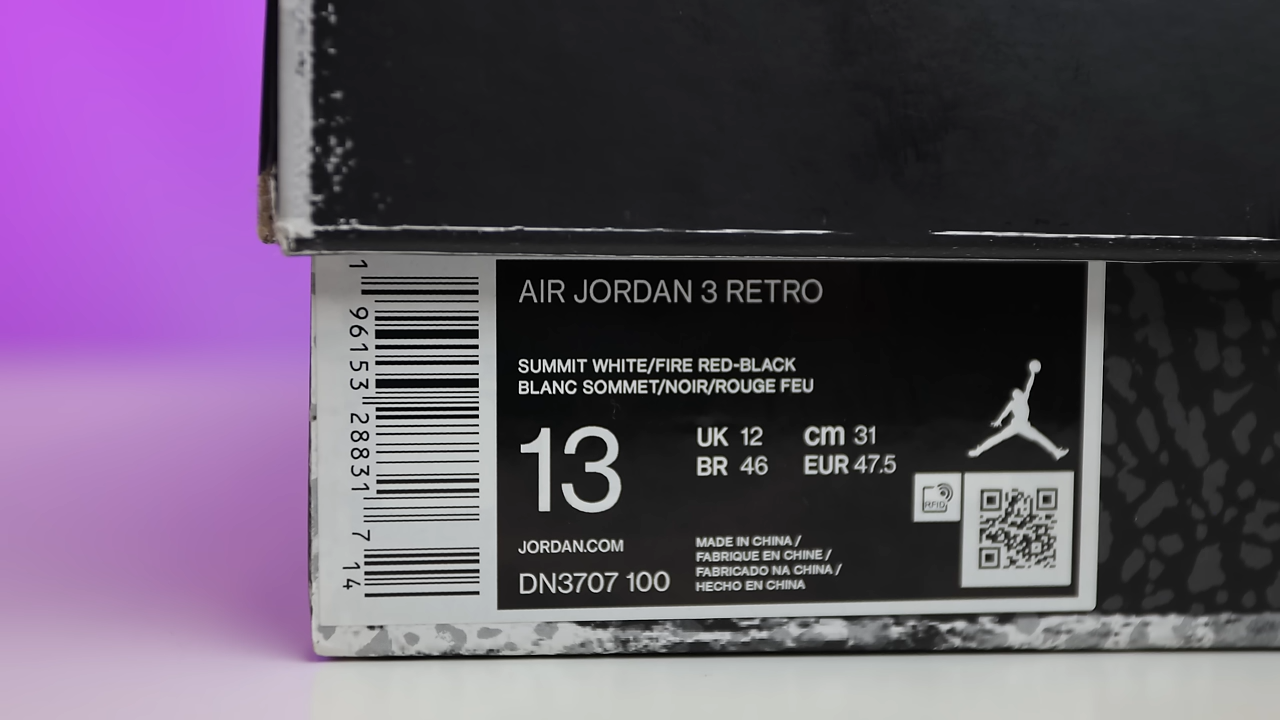 1 96153 28831 7 14
AIR JORDAN 3 RETRO
SUMMIT WHITE/FIRE RED-BLACK
BLANC SOMMET/NOIR/ROUGE FEU
13
UK 12 cm 31
BR 46 EUR 47.5
JORDAN.COM
DN3707 100
MADE IN CHINA /
FABRIQUE EN CHINE /
FABRICADO NA CHINA /
HECHO EN CHINA
RFID